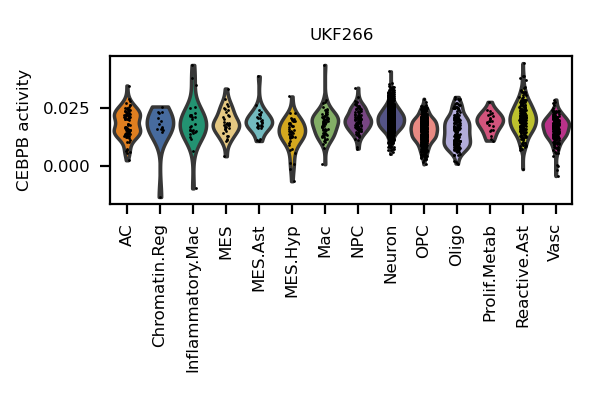 UKF266
CEBPB activity
0.025
0.000
AC
Chromatin.Reg
Inflammatory.Mac
MES
MES.Ast
MES.Hyp
Mac
NPC
Neuron
OPC
Oligo
Prolif.Metab
Reactive.Ast
Vasc